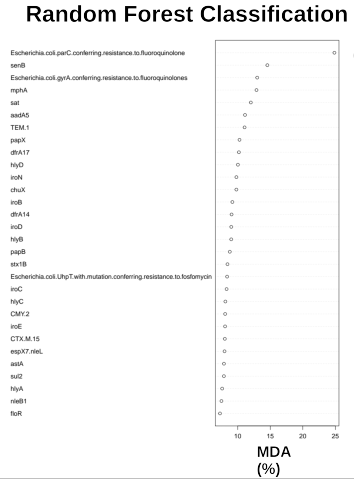 Random Forest Classification
Escherichia.coli.parC.conferring.resistance.to.fluoroquinolone
senB
Escherichia.coli.gyrA.conferring.resistance.to.fluoroquinolones
mphA
sat
aadA5
TEM.1
papX
dfrA17
hlyD
iroN
chuX
iroB
dfrA14
iroD
hlyB
papB
stx1B
Escherichia.coli.UhpT.with.mutation.conferring.resistance.to.fosfomycin
iroC
hlyC
CMY.2
iroE
CTX.M.15
espX7.nleL
astA
sul2
hlyA
nleB1
floR
10 15 20 25
MDA
(%)